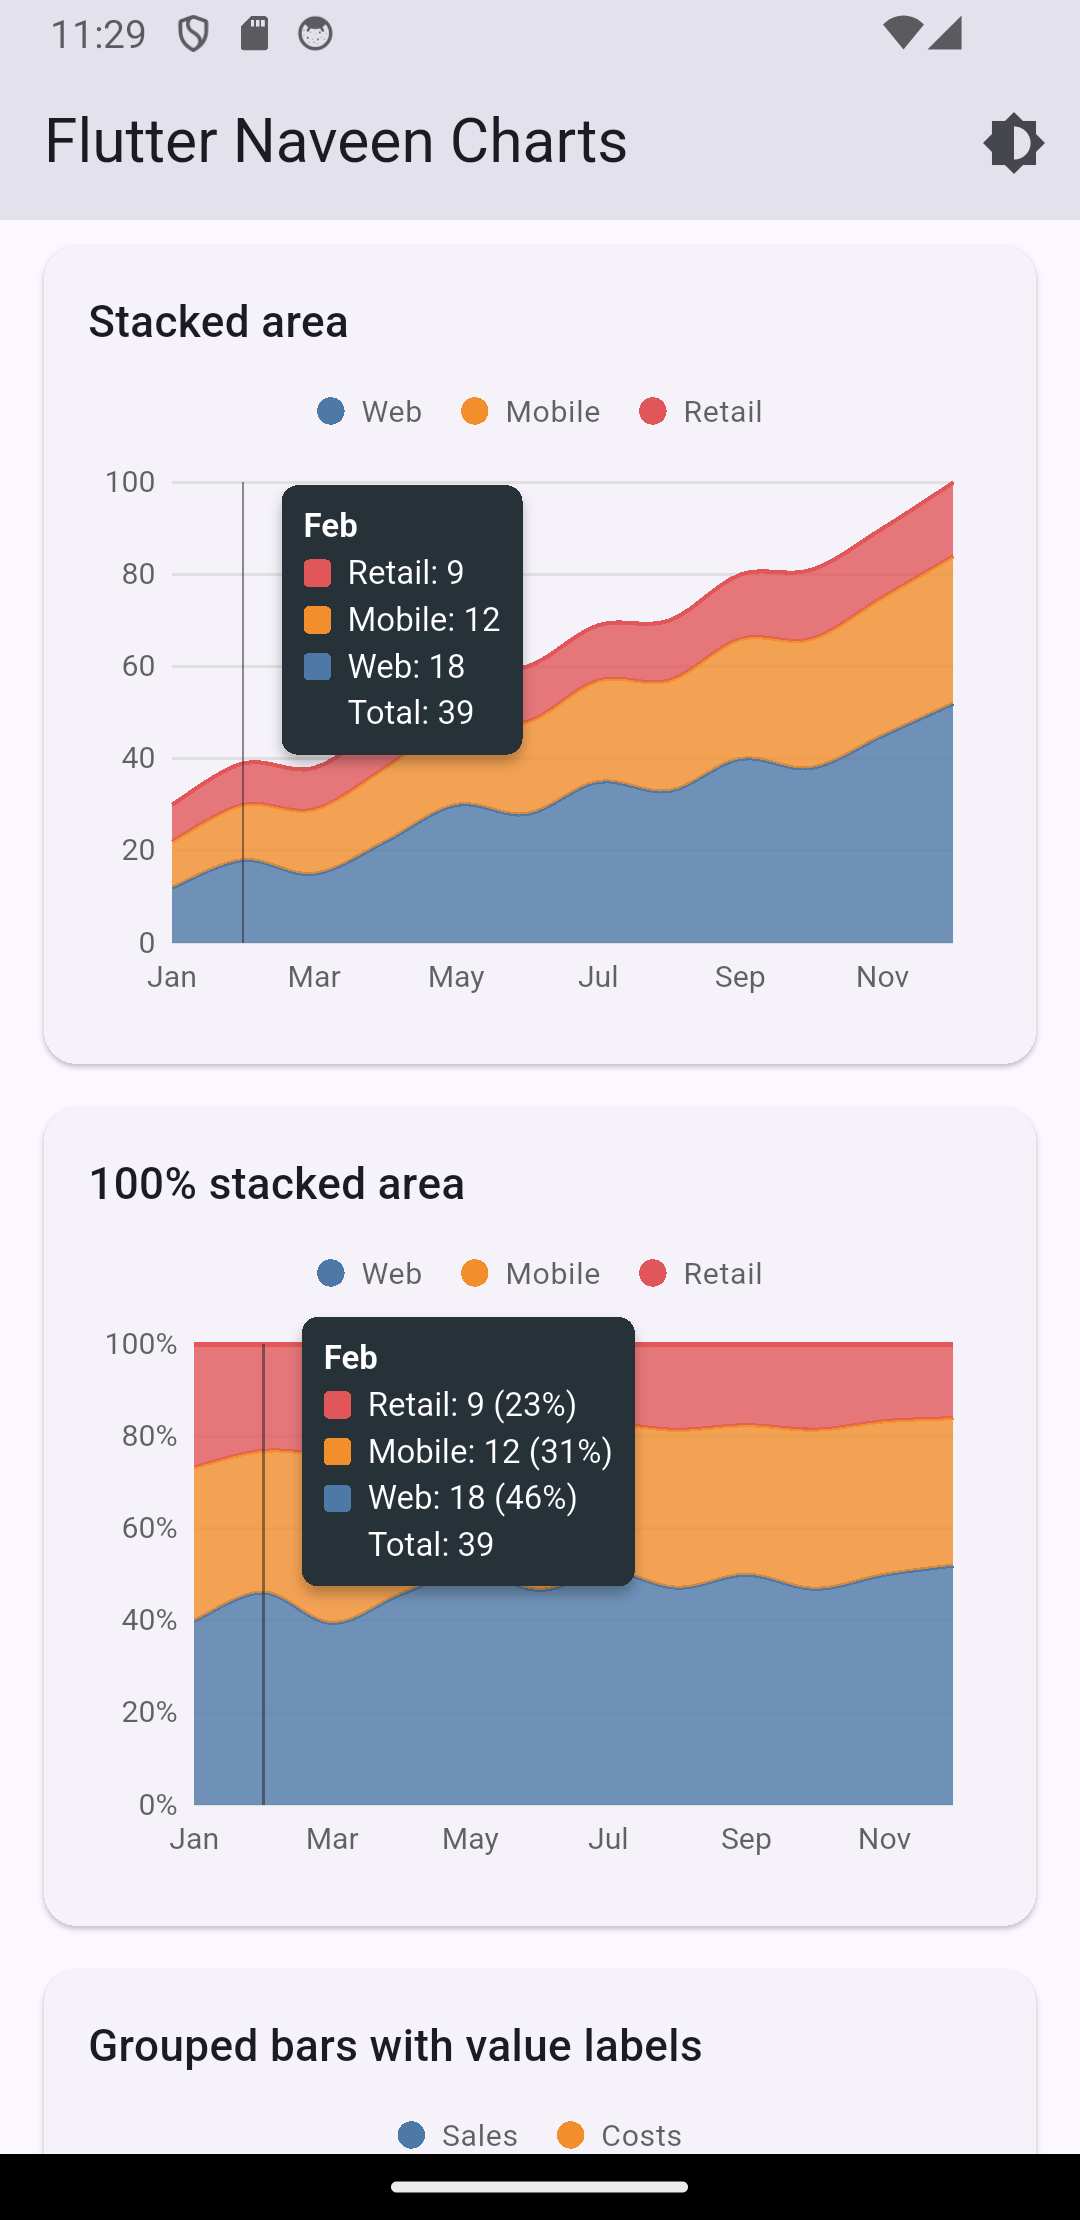 11:29
Flutter Naveen Charts
Stacked area
Web Mobile Retail
100
80
60
40
20
0
Feb
Retail: 9
Mobile: 12
Web: 18
Total: 39
Jan Mar May Jul Sep Nov
100% stacked area
Web Mobile Retail
100%
80%
60%
40%
20%
0%
Feb
Retail: 9 (23%)
Mobile: 12 (31%)
Web: 18 (46%)
Total: 39
Jan Mar May Jul Sep Nov
Grouped bars with value labels
Sales Costs